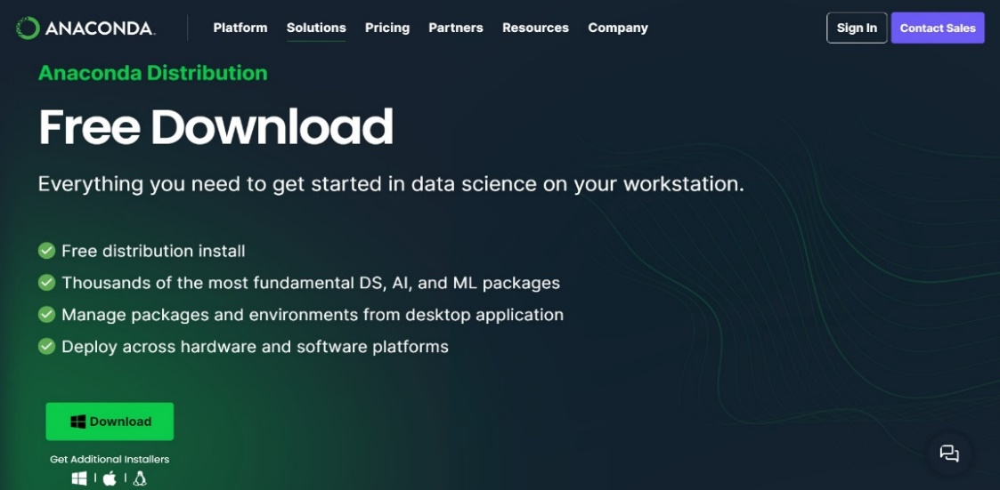 ANACONDA.
Platform Solutions Pricing Partners Resources Company
Sign In
Contact Sales
Anaconda Distribution
Free Download
Everything you need to get started in data science on your workstation.
Free distribution install
Thousands of the most fundamental DS, AI, and ML packages
Manage packages and environments from desktop application
Deploy across hardware and software platforms
Download
Get Additional Installers
| |